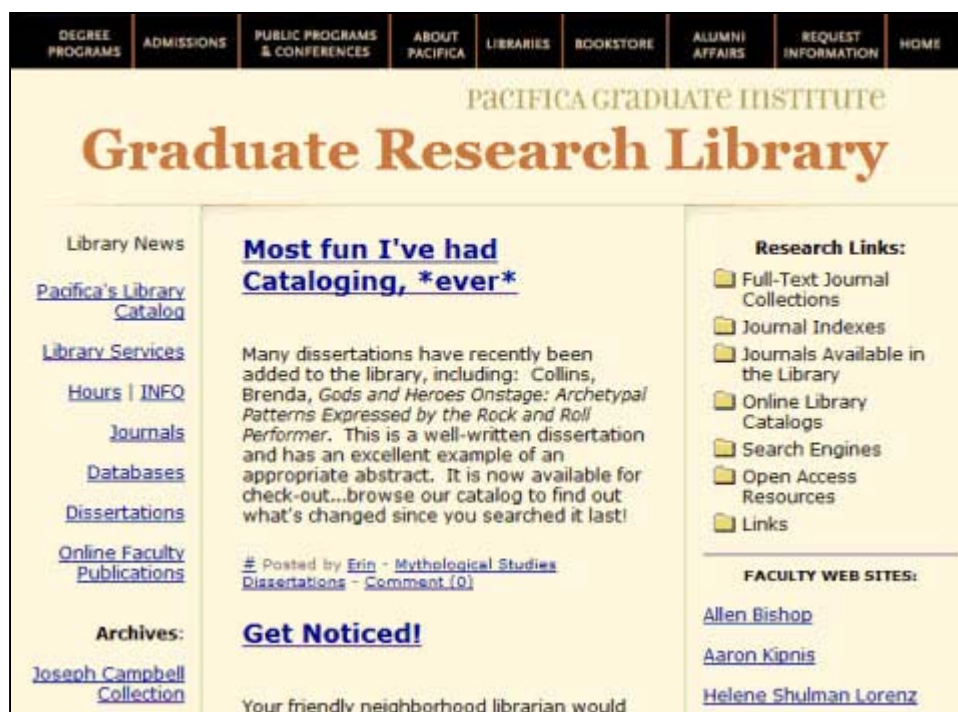 DEGREE PROGRAMS
ADMISSIONS
PUBLIC PROGRAMS & CONFERENCES
ABOUT PACIFICA
LIBRARIES
BOOKSTORE
ALUMNI AFFAIRS
REQUEST INFORMATION
HOME
PACIFICA GRADUATE INSTITUTE
Graduate Research Library
Library News
Pacifica's Library
Catalog
Library Services
Hours | INFO
Journals
Databases
Dissertations
Online Faculty
Publications
Archives:
Joseph Campbell
Collection
Most fun I've had
Cataloging, *ever*
Many dissertations have recently been
added to the library, including: Collins,
Brenda, Gods and Heroes Onstage: Archetypal
Patterns Expressed by the Rock and Roll
Performer. This is a well-written dissertation
and has an excellent example of an
appropriate abstract. It is now available for
check-out...browse our catalog to find out
what's changed since you searched it last!
# Posted by Erin - Mythological Studies
Dissertations - Comment (0)
Get Noticed!
Your friendly neighborhood librarian would
Research Links:
Full-Text Journal
Collections
Journal Indexes
Journals Available in
the Library
Online Library
Catalogs
Search Engines
Open Access
Resources
Links
FACULTY WEB SITES:
Allen Bishop
Aaron Kipnis
Helene Shulman Lorenz